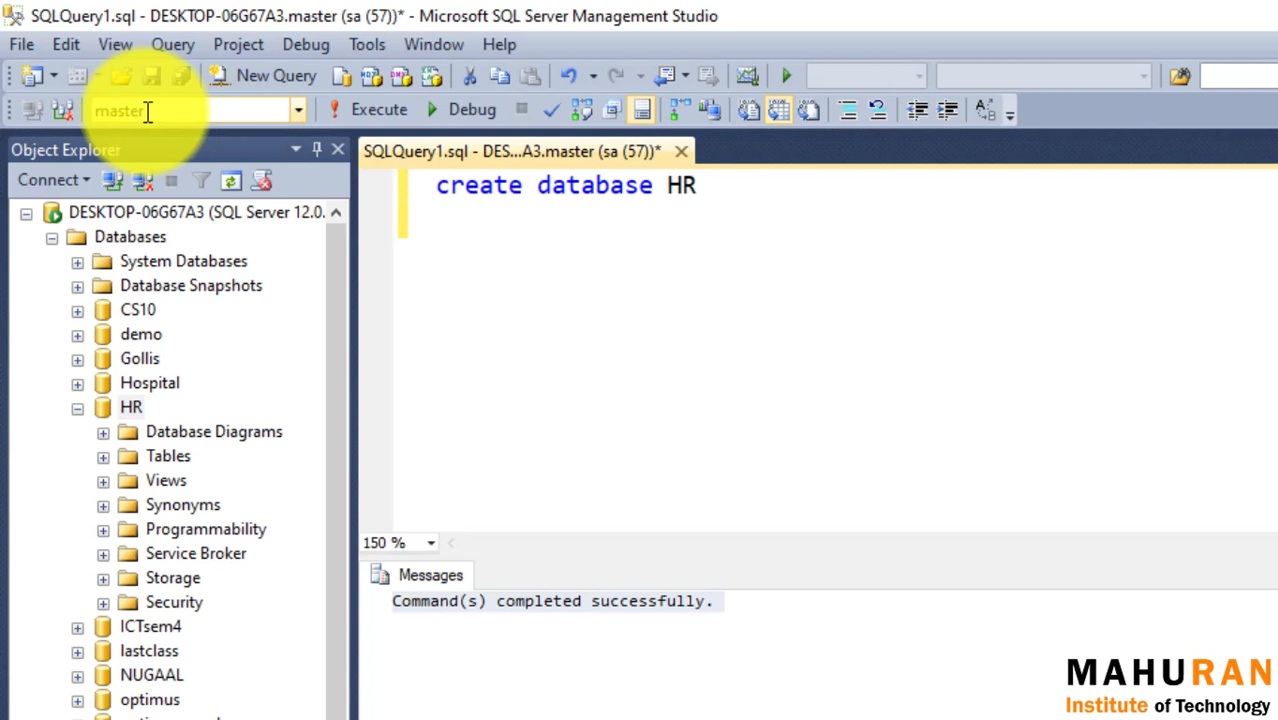 SQLQuery1.sql - DESKTOP-06G67A3.master (sa (57))* - Microsoft SQL Server Management Studio
File Edit View Query Project Debug Tools Window Help
New Query
master Execute Debug
Object Explorer
SQLQuery1.sql - DES...A3.master (sa (57))*
Connect
create database HR
DESKTOP-06G67A3 (SQL Server 12.0.
Databases
System Databases
Database Snapshots
CS10
demo
Gollis
Hospital
HR
Database Diagrams
Tables
Views
Synonyms
Programmability
Service Broker
Storage
Security
ICTsem4
lastclass
NUGAAL
optimus
150 %
Messages
Command(s) completed successfully.
MAHURAN
Institute of Technology